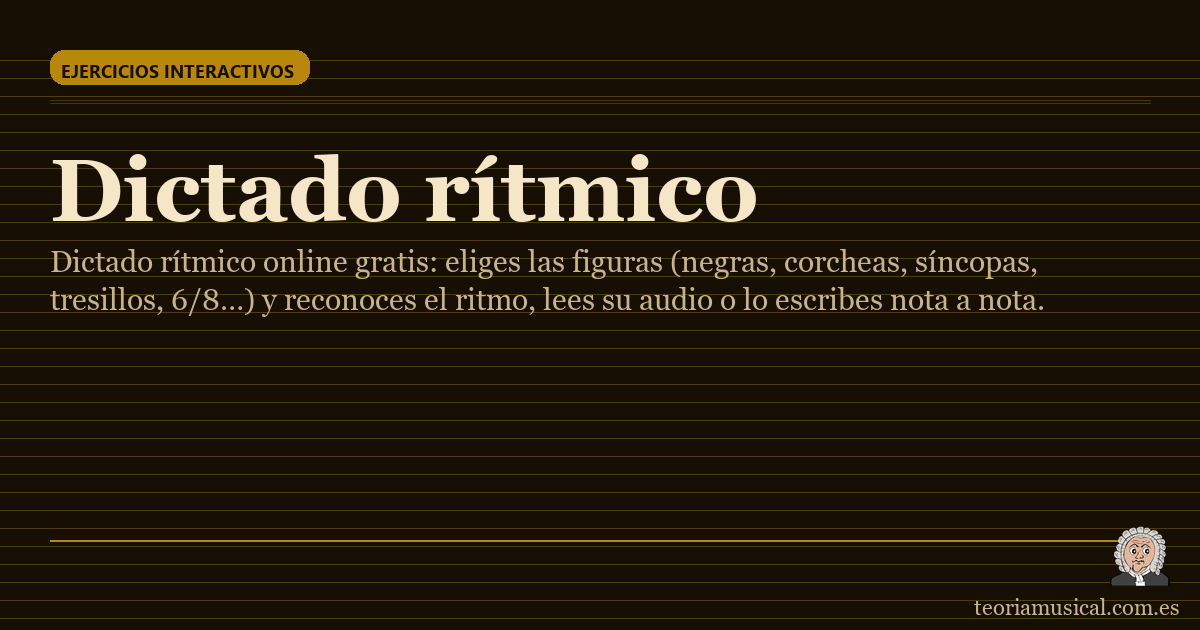 EJERCICIOS INTERACTIVOS
Dictado rítmico
Dictado rítmico online gratis: eliges las figuras (negras, corcheas, síncopas,
tresillos, 6/8...) y reconoces el ritmo, lees su audio o lo escribes nota a nota.
teoriamusical.com.es